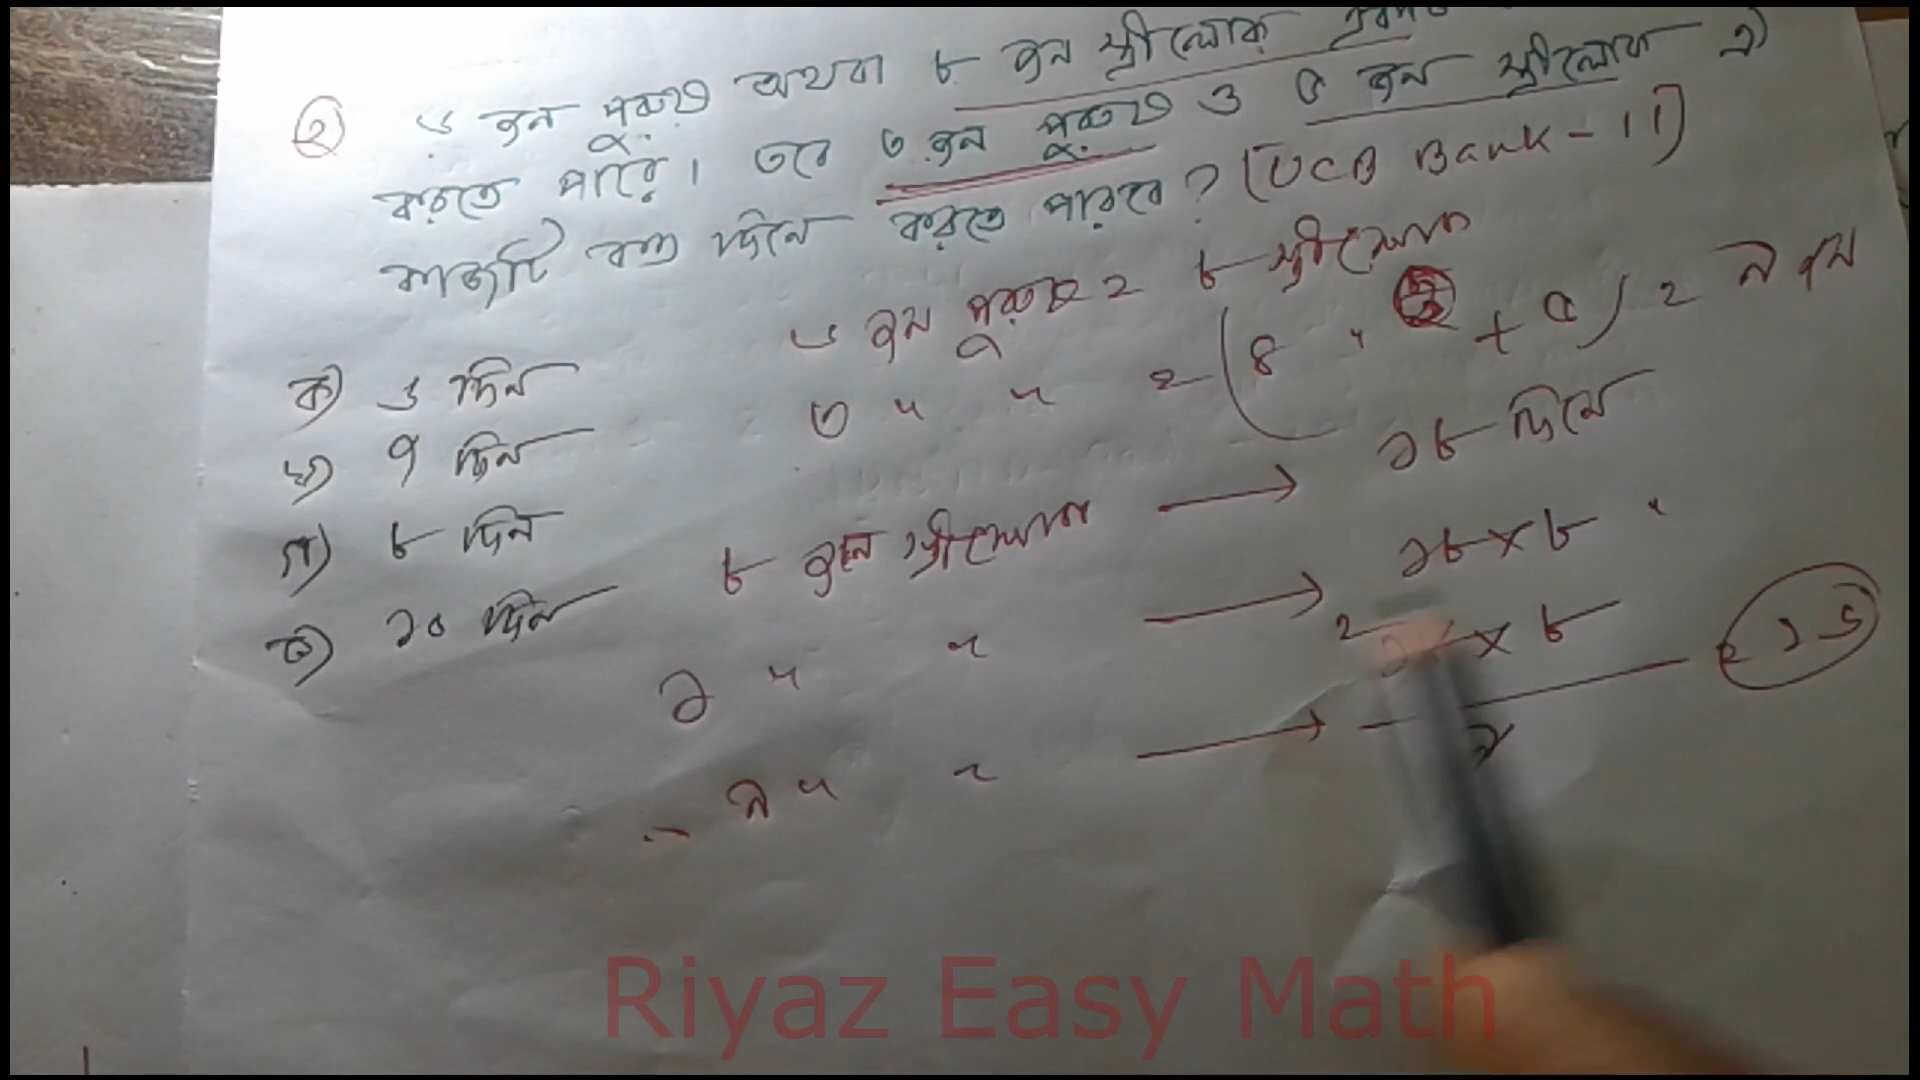 ২ ৬ জন পুরুষ অথবা ৮ জন স্ত্রীলোক
করতে পারে। তবে ৩ জন পুরুষ ও ৫ জন স্ত্রীলোক ঐ
কাজটি কত দিনে করতে পারবে? (UCB Bank - 11)
৬ জন পুরুষ = ৮ স্ত্রীলোক
৩ " " = (৪ " + ৫) = ৯ জন
ক) ৬ দিন
খ) ৭ দিন
গ) ৮ দিন
ঘ) ১০ দিন
৮ জন স্ত্রীলোক → ১৮ দিনে
১ " " → ১৮×৮ "
∴ ৯ " " → ১৮×৮ / ৯ = ১৬
Riyaz Easy Math